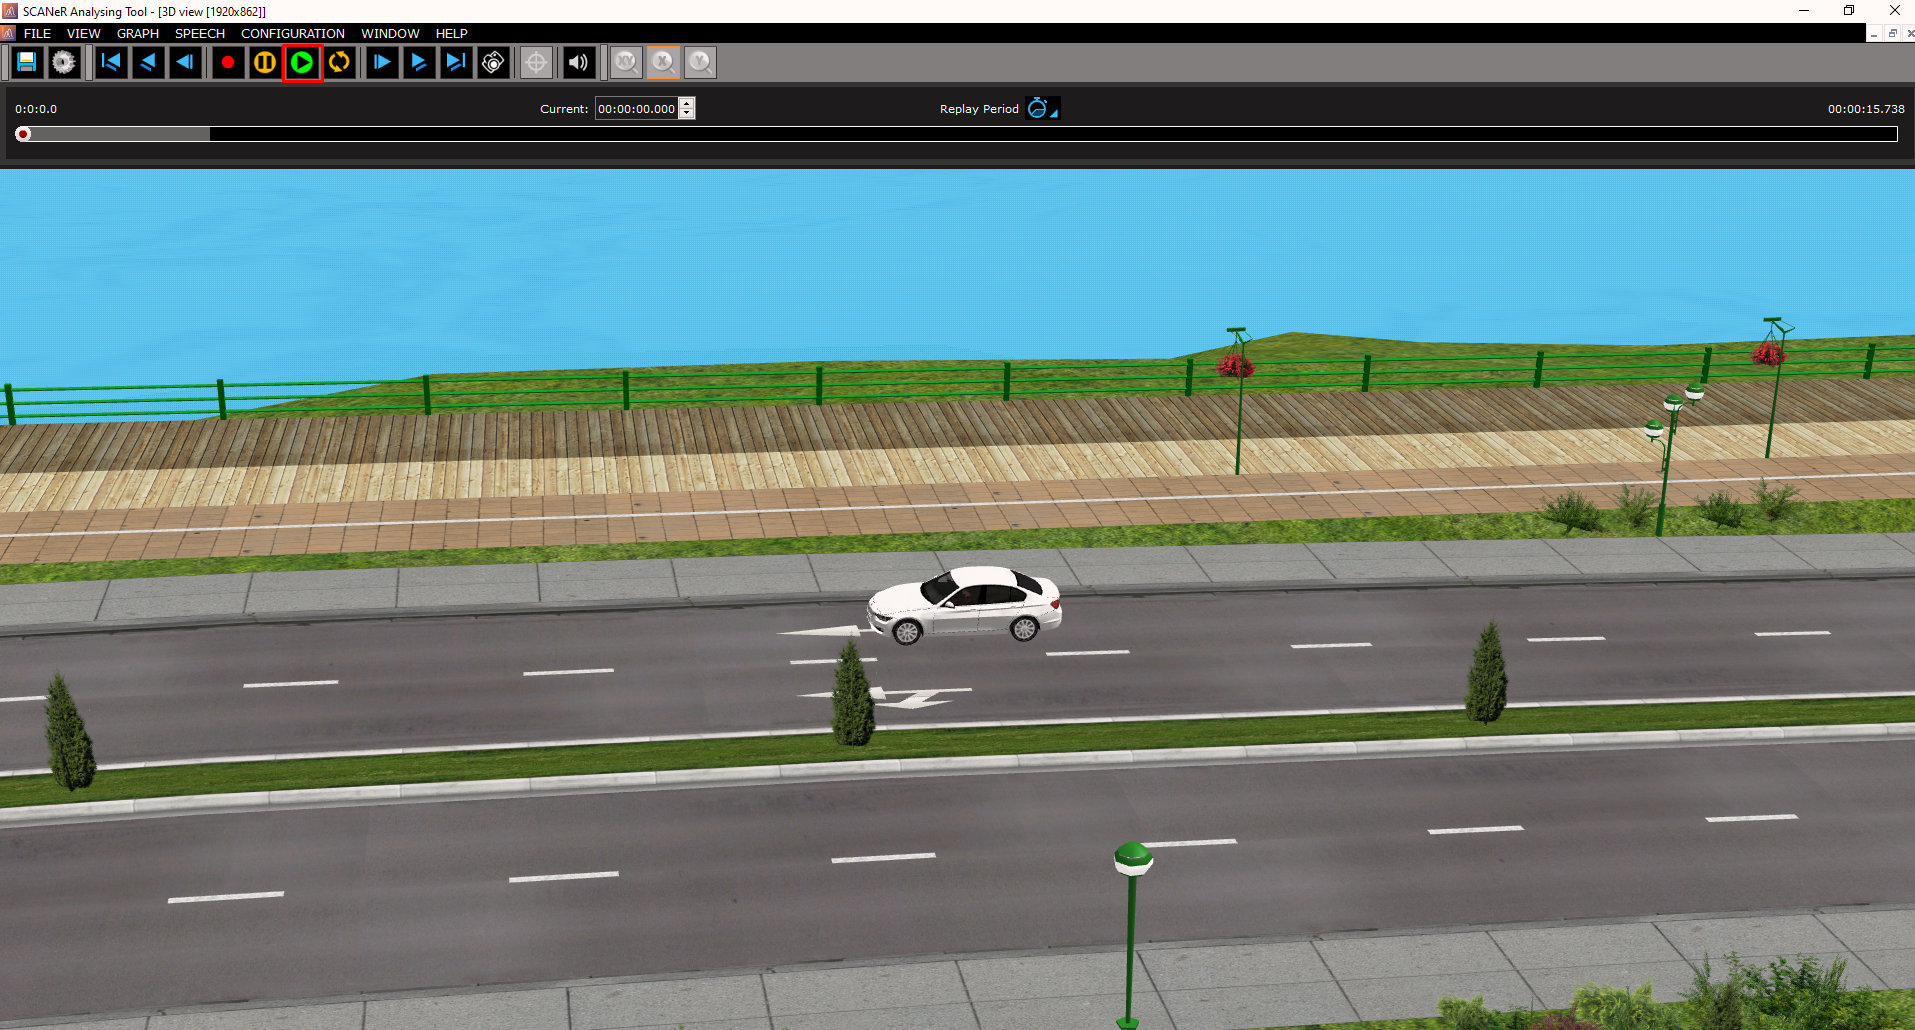 SCANeR Analysing Tool - [3D view [1920x862]]
FILE VIEW GRAPH SPEECH CONFIGURATION WINDOW HELP
XY X Y
0:0:0.0 Current: 00:00:00.000 Replay Period 00:00:15.738